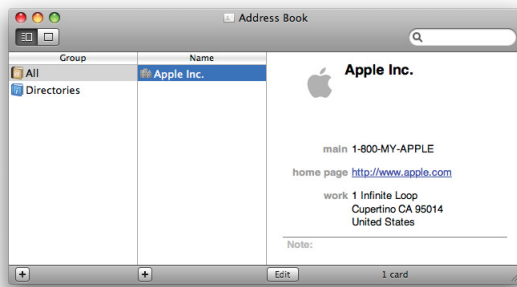 Address Book
Group
Name
All
Directories
Apple Inc.
Apple Inc.
main 1-800-MY-APPLE
home page http://www.apple.com
work 1 Infinite Loop
Cupertino CA 95014
United States
Note:
+
+
Edit
1 card